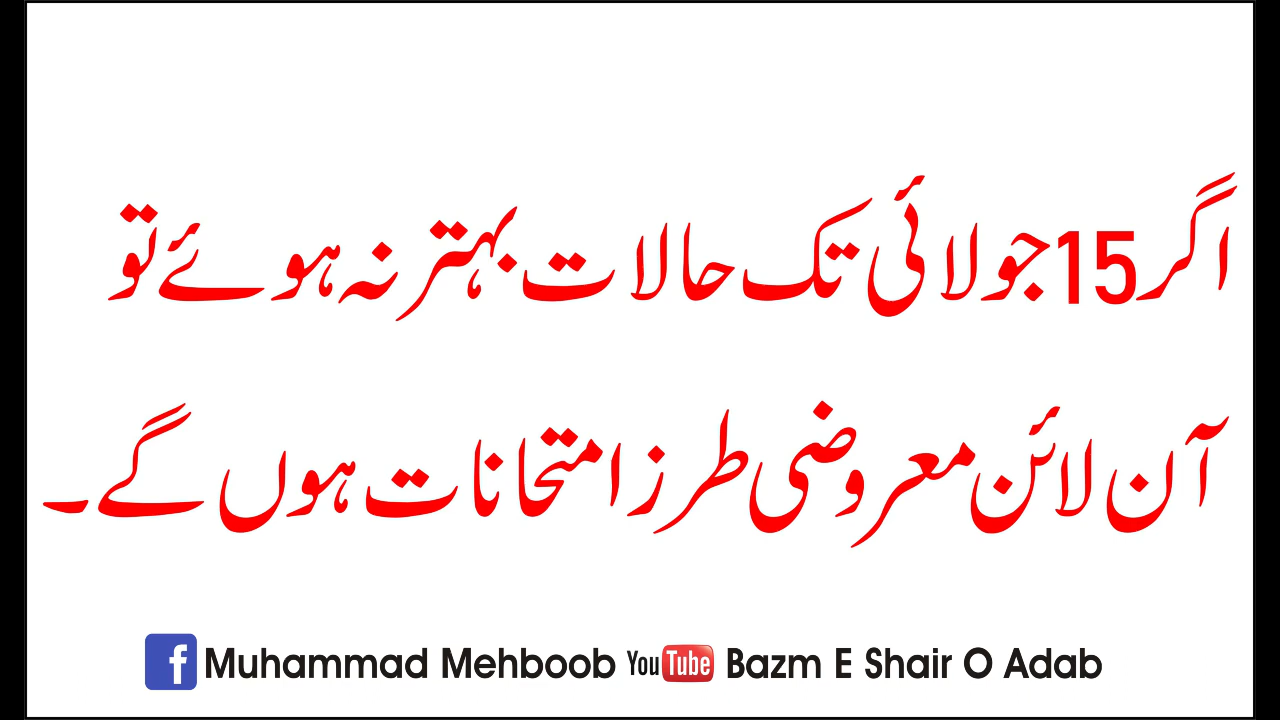 اگر 15 جولائی تک حالات بہتر نہ ہوئے تو
آن لائن معروضی طرز امتحانات ہوں گے۔
f Muhammad Mehboob YouTube Bazm E Shair O Adab